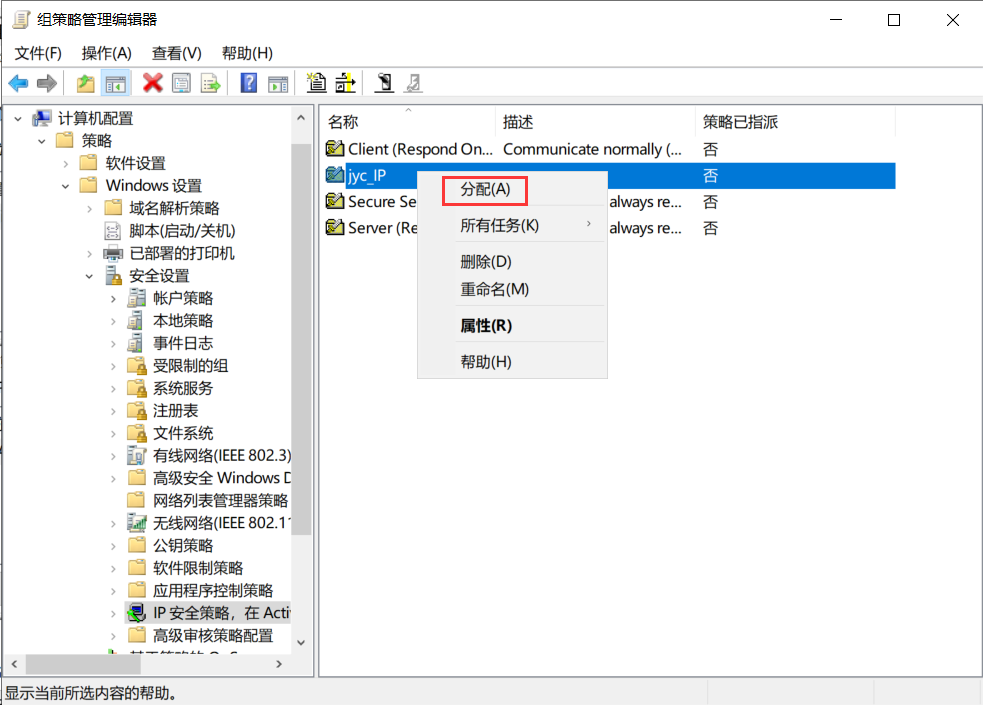 组策略管理编辑器
文件(F) 操作(A) 查看(V) 帮助(H)
计算机配置
策略
软件设置
Windows 设置
域名解析策略
脚本(启动/关机)
已部署的打印机
安全设置
帐户策略
本地策略
事件日志
受限制的组
系统服务
注册表
文件系统
有线网络(IEEE 802.3)
高级安全 Windows D
网络列表管理器策略
无线网络(IEEE 802.11
公钥策略
软件限制策略
应用程序控制策略
IP 安全策略，在 Acti
高级审核策略配置
名称 描述 策略已指派
Client (Respond On... Communicate normally (... 否
jyc_IP 否
Secure Se always re... 否
Server (Re always re... 否
分配(A)
所有任务(K)
删除(D)
重命名(M)
属性(R)
帮助(H)
显示当前所选内容的帮助。